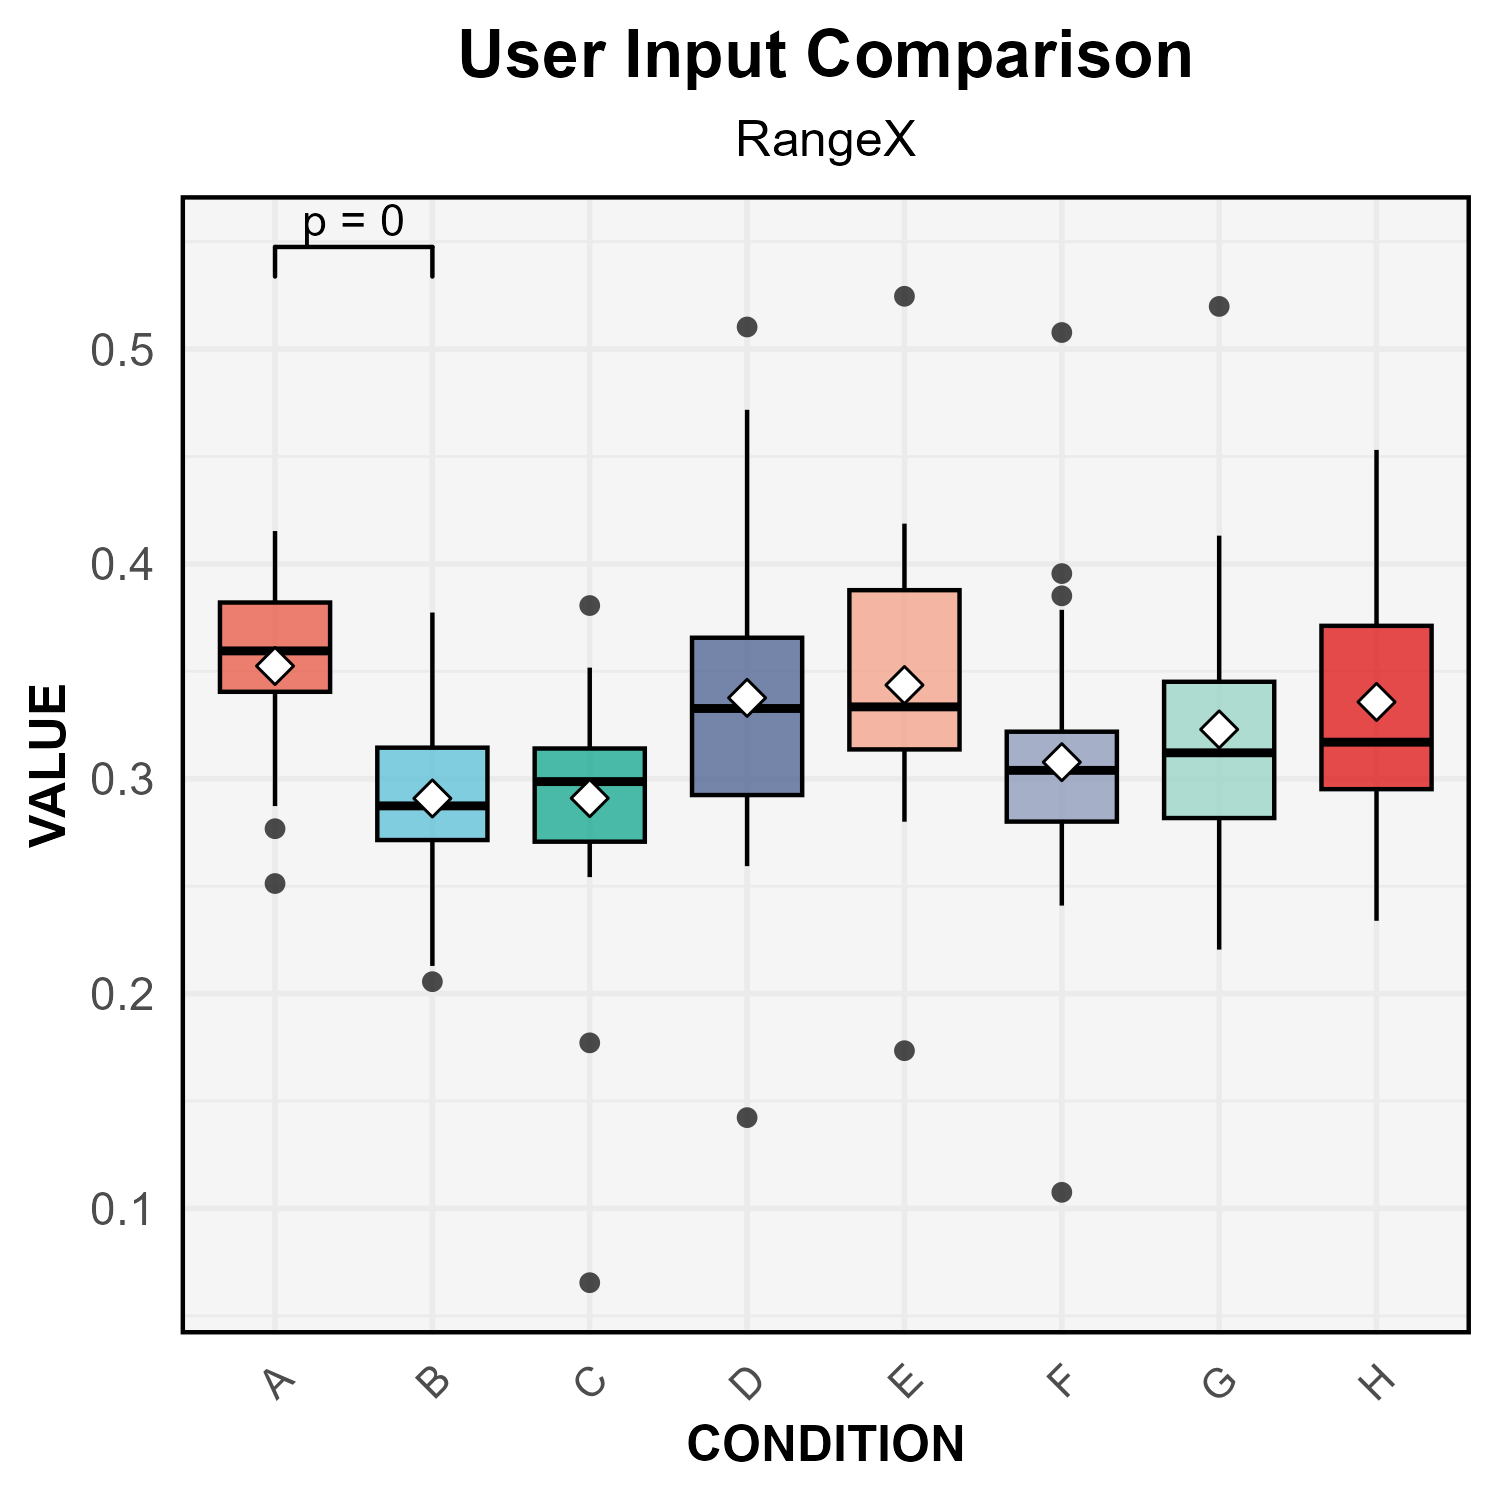 User Input Comparison
RangeX
p = 0
0.5
0.4
0.3
0.2
0.1
VALUE
A B C D E F G H
CONDITION